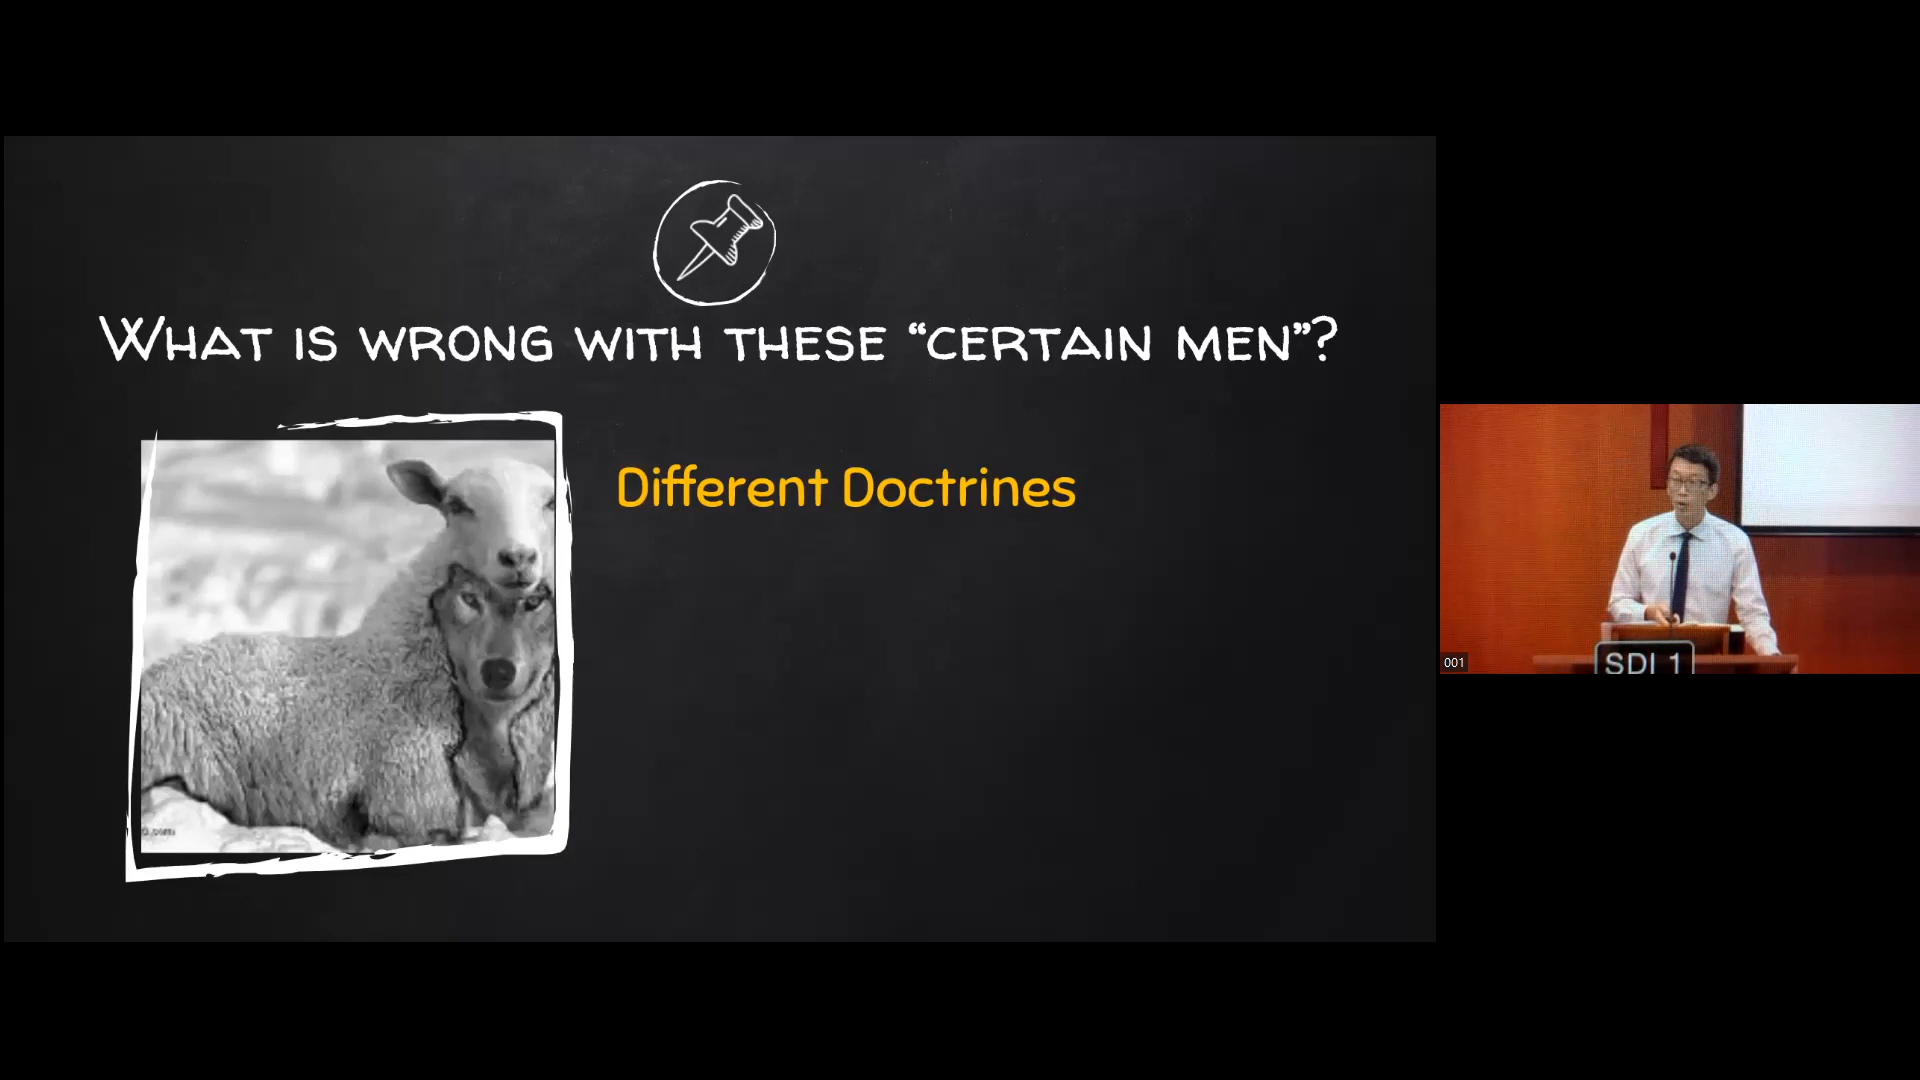 What is wrong with these “certain men”?
Different Doctrines
001
SDI 1